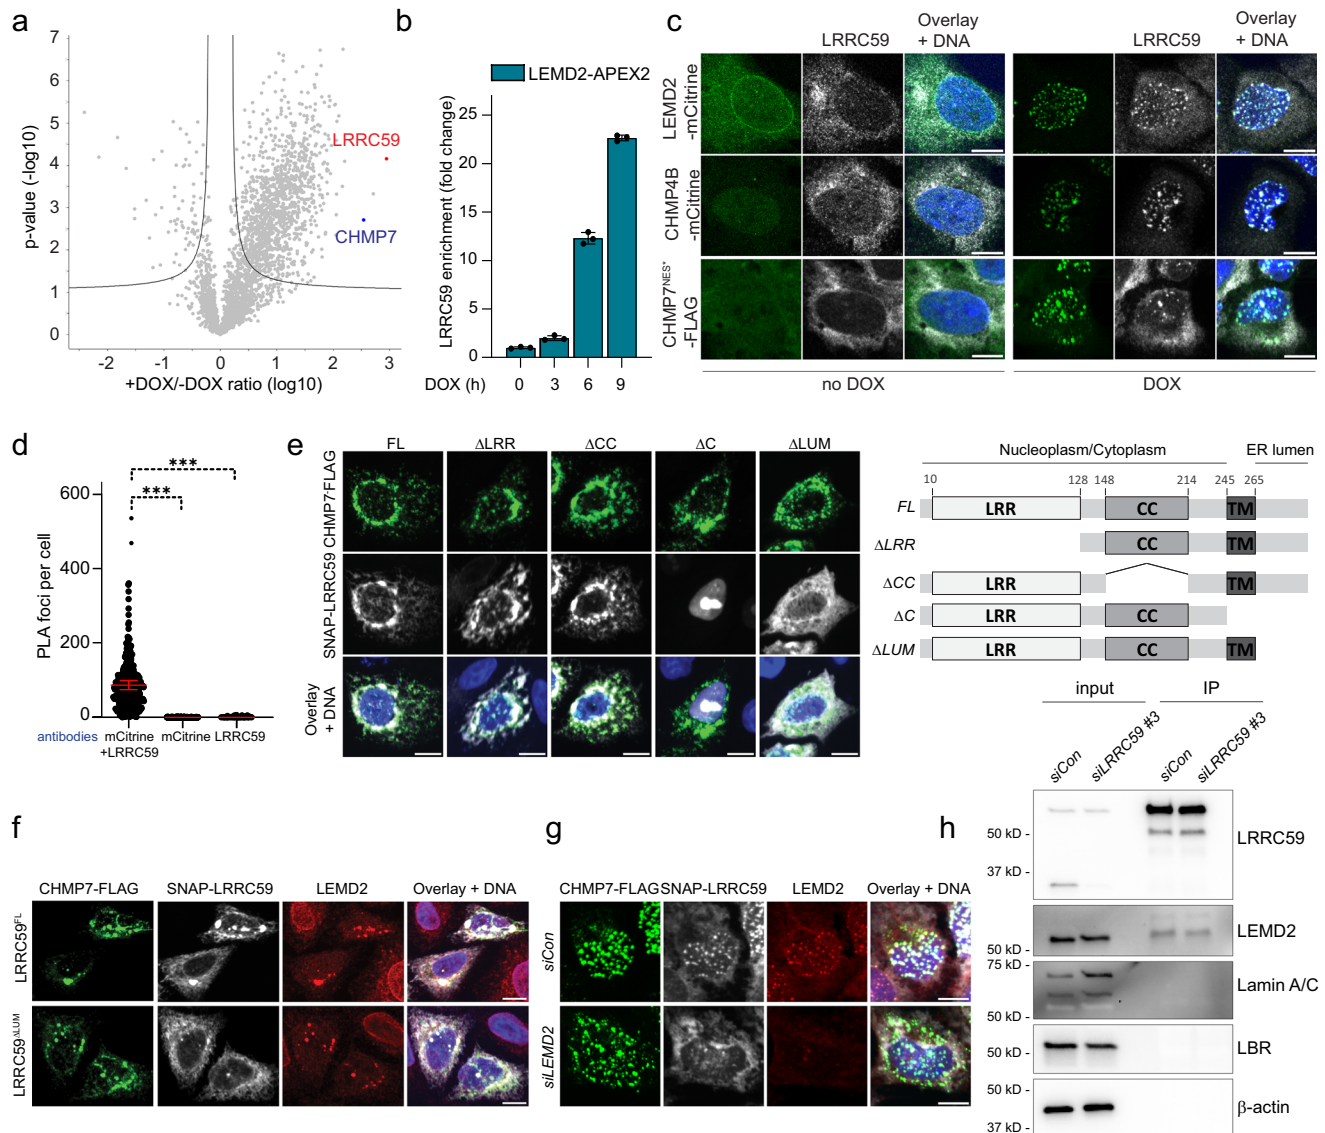 a
7
6
5
4
3
2
1
0
p-value (-log10)
LRRC59
CHMP7
-2
-1
0
1
2
3
+DOX/-DOX ratio (log10)
b
LEMD2-APEX2
25
20
15
10
5
0
LRRC59 enrichment (fold change)
DOX (h)
0
3
6
9
c
LRRC59
Overlay
+ DNA
LRRC59
Overlay
+ DNA
LEMD2
-mCitrine
CHMP4B
-mCitrine
CHMP7NES*
-FLAG
no DOX
DOX
d
***
***
600
400
200
0
PLA foci per cell
antibodies
mCitrine
+LRRC59
mCitrine
LRRC59
e
FL
ΔLRR
ΔCC
ΔC
ΔLUM
CHMP7-FLAG
SNAP-LRRC59
Overlay
+ DNA
Nucleoplasm/Cytoplasm
ER lumen
10
128
148
214
245
265
FL
LRR
CC
TM
ΔLRR
CC
TM
ΔCC
LRR
TM
ΔC
LRR
CC
ΔLUM
LRR
CC
TM
f
CHMP7-FLAG
SNAP-LRRC59
LEMD2
Overlay + DNA
LRRC59FL
LRRC59ΔLUM
g
CHMP7-FLAG
SNAP-LRRC59
LEMD2
Overlay + DNA
siCon
siLEMD2
h
input
IP
siCon
siLRRC59 #3
siCon
siLRRC59 #3
50 kD -
37 kD -
LRRC59
50 kD -
LEMD2
75 kD -
50 kD -
Lamin A/C
50 kD -
LBR
50 kD -
37 kD -
β-actin